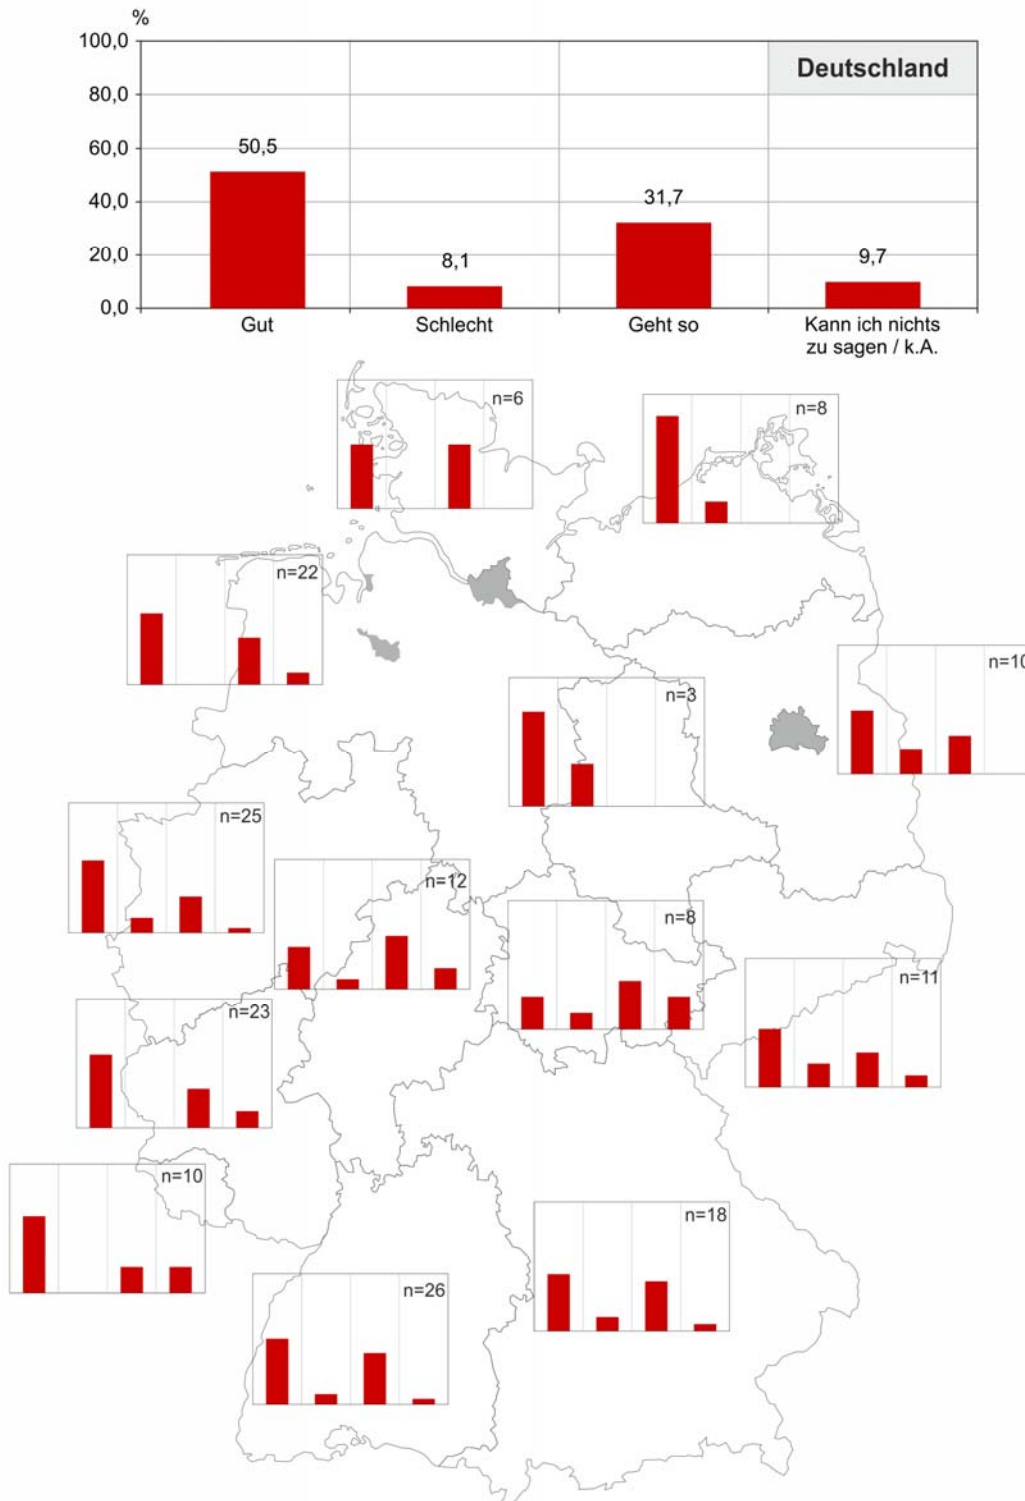 %
100,0
Deutschland
80,0
60,0
50,5
40,0
31,7
20,0
8,1
9,7
0,0
Gut
Schlecht
Geht so
Kann ich nichts
zu sagen / k.A.
n=6
n=8
n=22
n=10
n=3
n=25
n=12
n=8
n=11
n=23
n=10
n=18
n=26